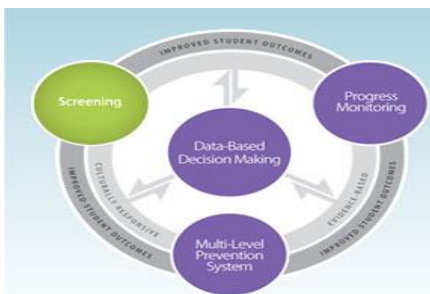 IMPROVED STUDENT OUTCOMES
Screening
Progress
Monitoring
Data-Based
Decision Making
CULTURALLY RESPONSIVE
EVIDENCE-BASED
IMPROVED STUDENT OUTCOMES
IMPROVED STUDENT OUTCOMES
Multi-Level
Prevention
System